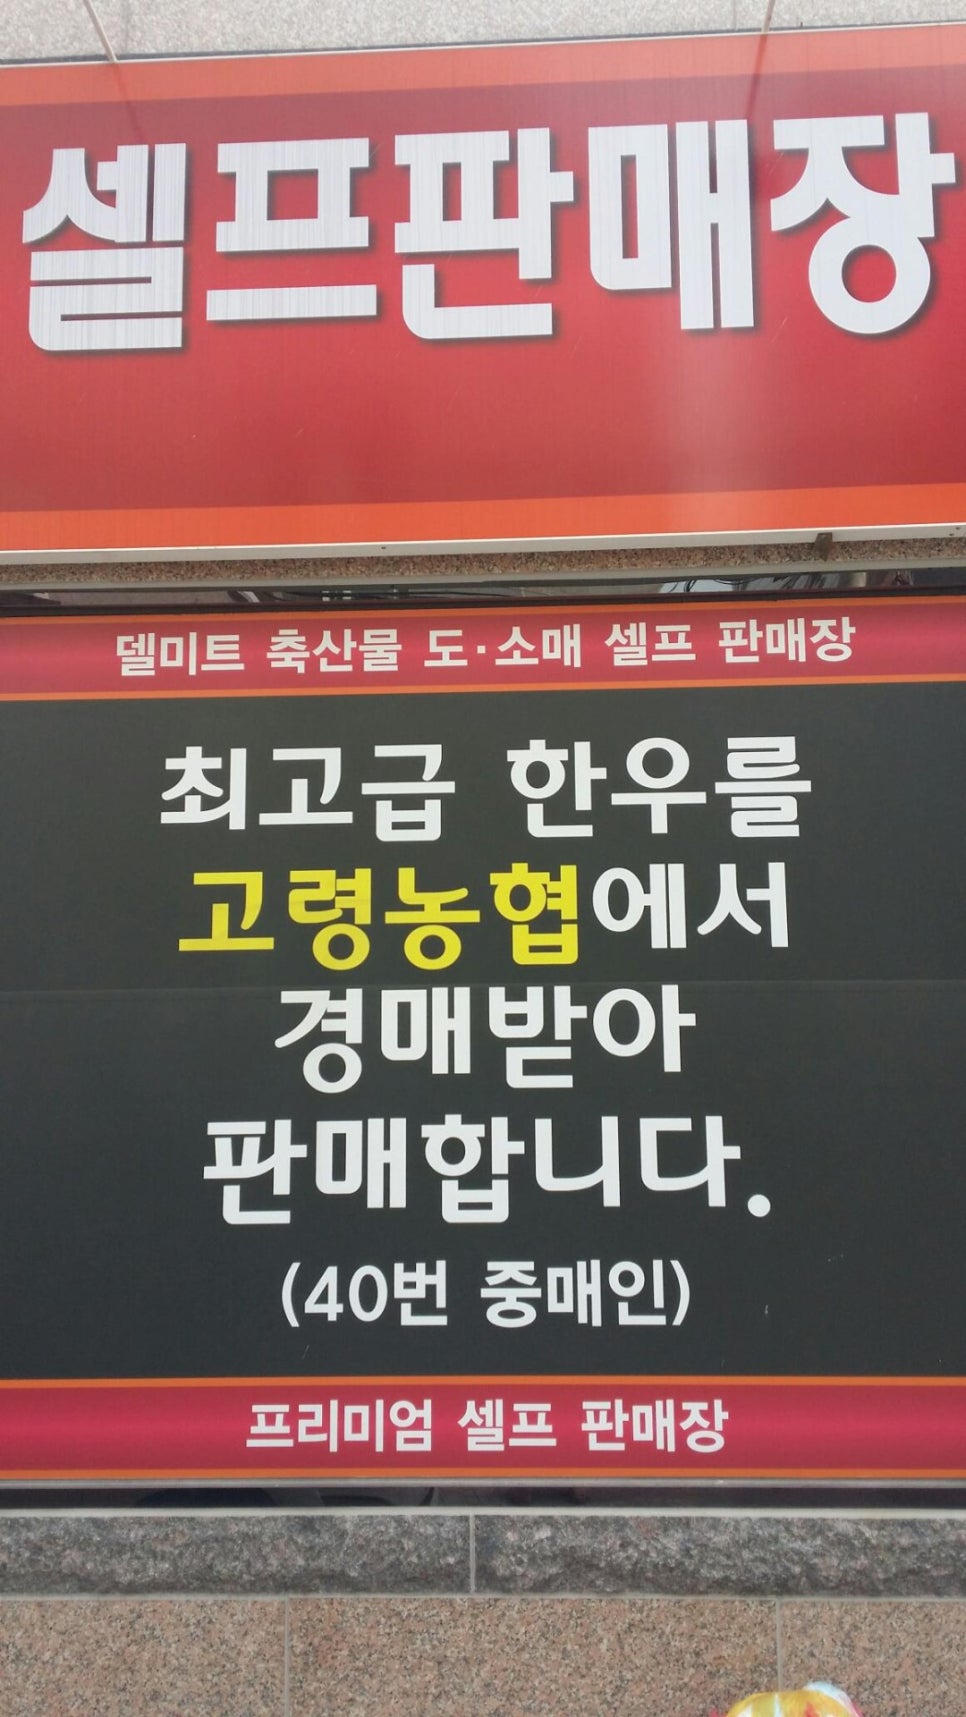 셀프판매장
델미트 축산물 도·소매 셀프 판매장
최고급 한우를
고령농협에서
경매받아
판매합니다.
(40번 중매인)
프리미엄 셀프 판매장